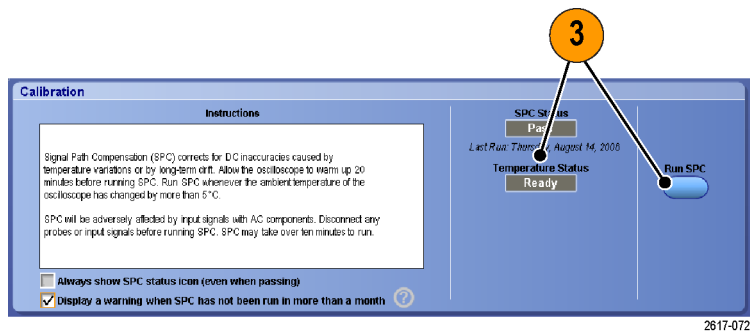 3
Calibration
Instructions
Signal Path Compensation (SPC) corrects for DC inaccuracies caused by
temperature variations or by long-term drift. Allow the oscilloscope to warm up 20
minutes before running SPC. Run SPC whenever the ambient temperature of the
oscilloscope has changed by more than 5°C.
SPC will be adversely affected by input signals with AC components. Disconnect any
probes or input signals before running SPC. SPC may take over ten minutes to run.
Always show SPC status icon (even when passing)
Display a warning when SPC has not been run in more than a month
?
SPC Status
Pass
Last Run: Thursday, August 14, 2008
Temperature Status
Ready
Run SPC
2617-072